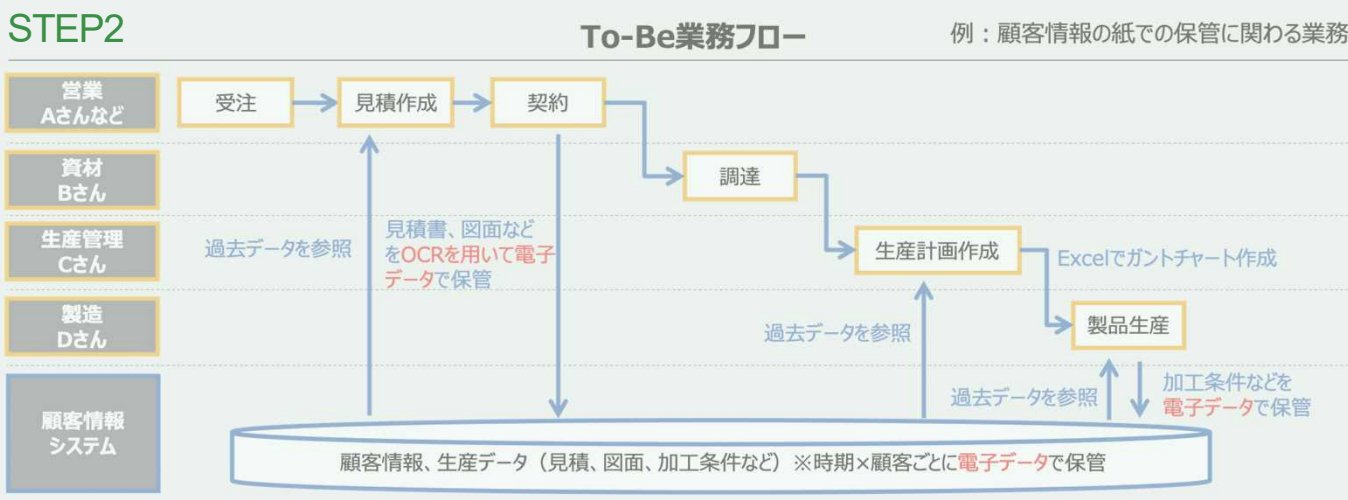 STEP2
To-Be業務フロー
例：顧客情報の紙での保管に関わる業務
営業
Aさんなど
受注
見積作成
契約
資材
Bさん
調達
生産管理
Cさん
過去データを参照
見積書、図面など
をOCRを用いて電子
データで保管
生産計画作成
Excelでガントチャート作成
製造
Dさん
過去データを参照
製品生産
顧客情報
システム
過去データを参照
加工条件などを
電子データで保管
顧客情報、生産データ（見積、図面、加工条件など）※時期×顧客ごとに電子データで保管